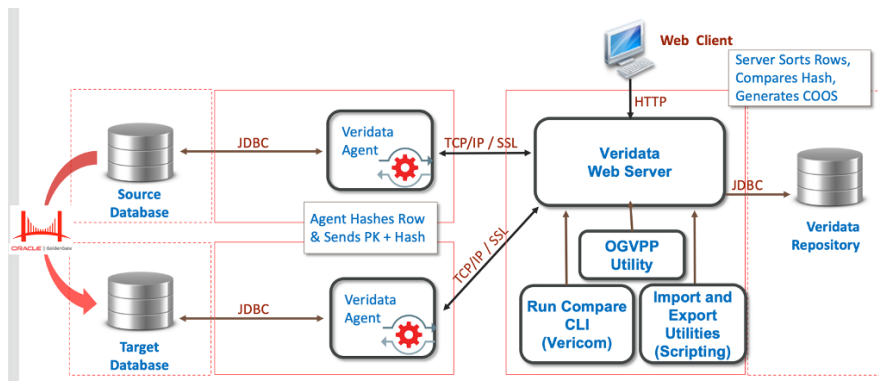 Web Client
Server Sorts Rows,
Compares Hash,
Generates COOS
HTTP
JDBC
Veridata
Agent
TCP/IP / SSL
Veridata
Web Server
JDBC
Source
Database
Agent Hashes Row
& Sends PK + Hash
Veridata
Repository
ORACLE | GoldenGate
TCP/IP / SSL
OGVPP
Utility
JDBC
Veridata
Agent
Run Compare
CLI
(Vericom)
Import and
Export
Utilities
(Scripting)
Target
Database